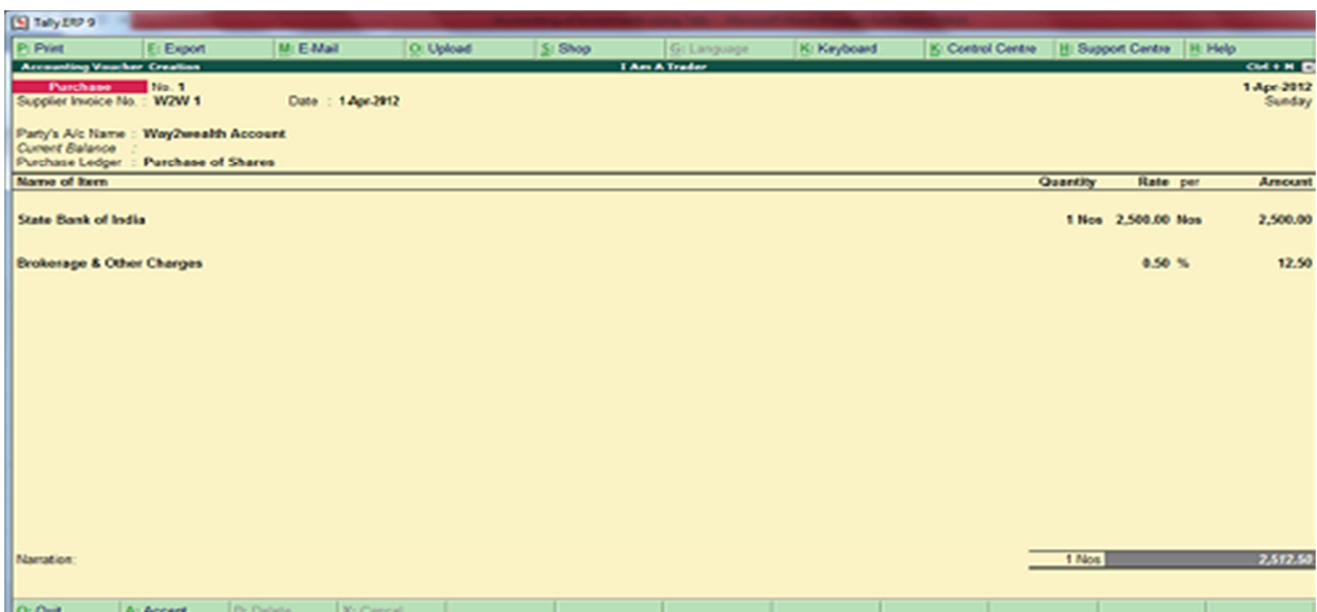 Tally.ERP 9
P: Print E: Export M: E-Mail O: Upload S: Shop G: Language K: Keyboard K: Control Centre H: Support Centre H: Help
Accounting Voucher Creation I Am A Trader Ctrl + M
Purchase No. 1 1-Apr-2012
Supplier Invoice No. : W2W 1 Date : 1-Apr-2012 Sunday
Party's A/c Name : Way2wealth Account
Current Balance :
Purchase Ledger : Purchase of Shares
Name of Item Quantity Rate per Amount
State Bank of India 1 Nos 2,500.00 Nos 2,500.00
Brokerage & Other Charges 0.50 % 12.50
Narration: 1 Nos 2,512.50
Q: Quit A: Accept D: Delete X: Cancel